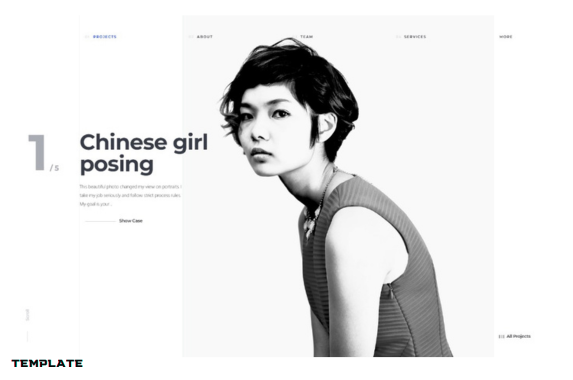 PROJECTS
ABOUT
TEAM
SERVICES
MORE
1 / 5
Chinese girl
posing
This beautiful photo changed my view on portraits. I
take my job seriously and follow strict process rules.
My goal is your
Show Case
All Projects
TEMPLATE